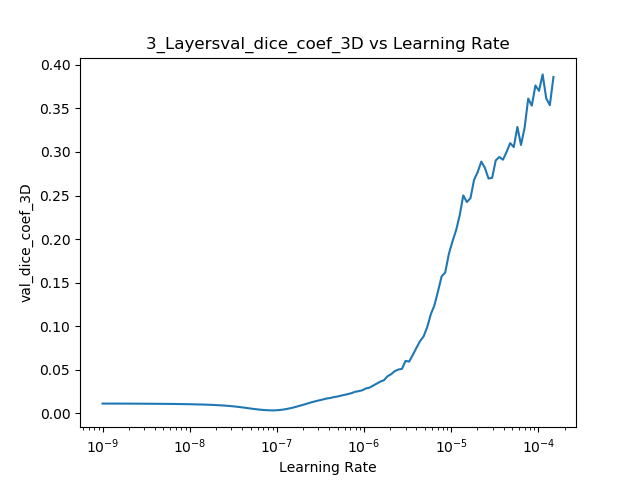 3_Layersval_dice_coef_3D vs Learning Rate
val_dice_coef_3D
0.40
0.35
0.30
0.25
0.20
0.15
0.10
0.05
0.00
10⁻⁹ 10⁻⁸ 10⁻⁷ 10⁻⁶ 10⁻⁵ 10⁻⁴
Learning Rate